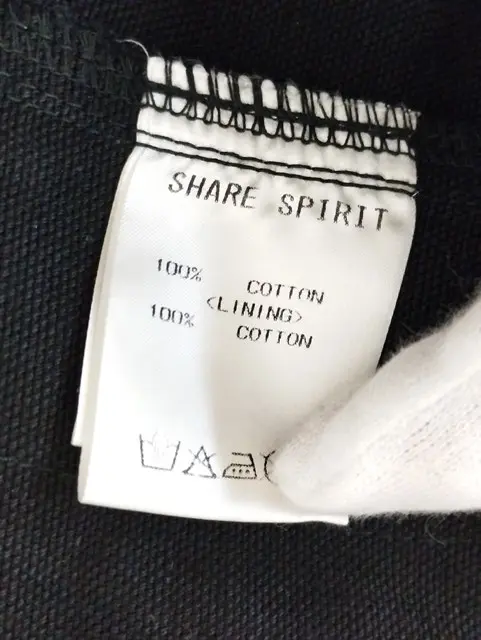 SHARE SPIRIT
100% COTTON
<LINING>
100% COTTON